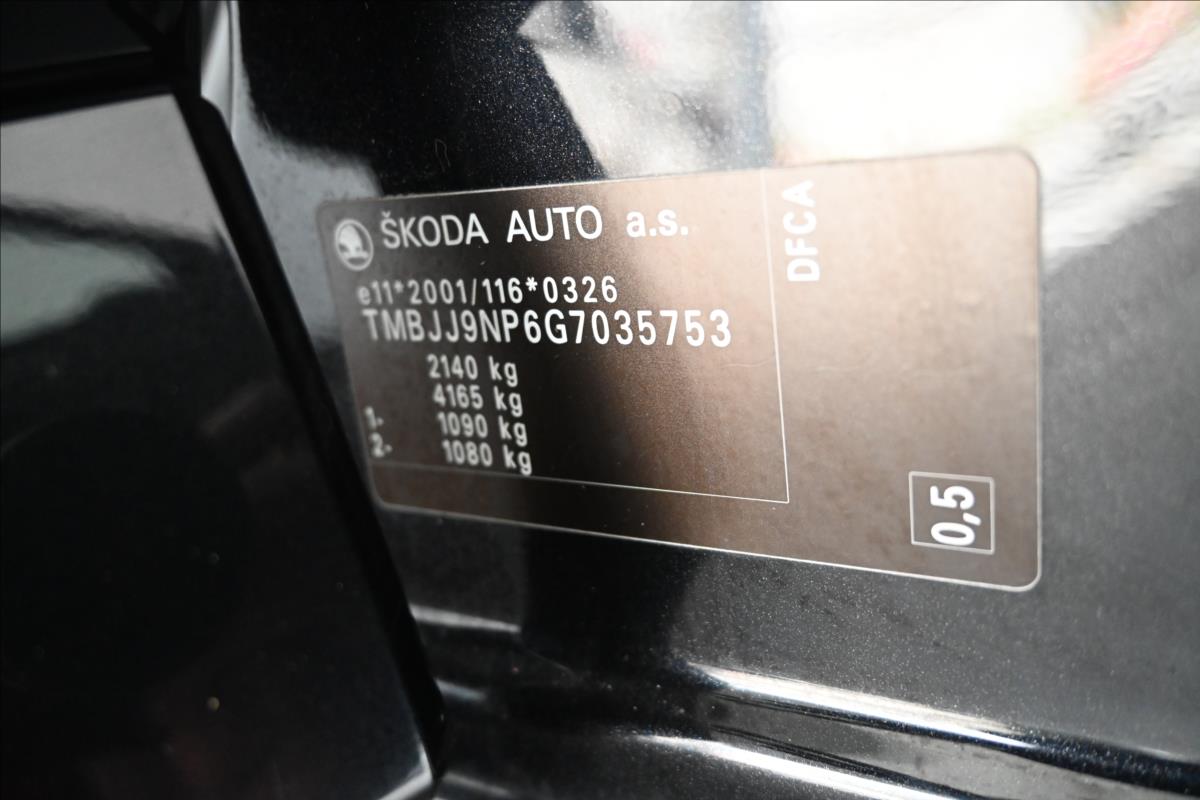 ŠKODA AUTO a.s.
e11*2001/116*0326
TMBJJ9NP6G7035753
2140 kg
4165 kg
1. 1090 kg
2. 1080 kg
DFCA
0,5